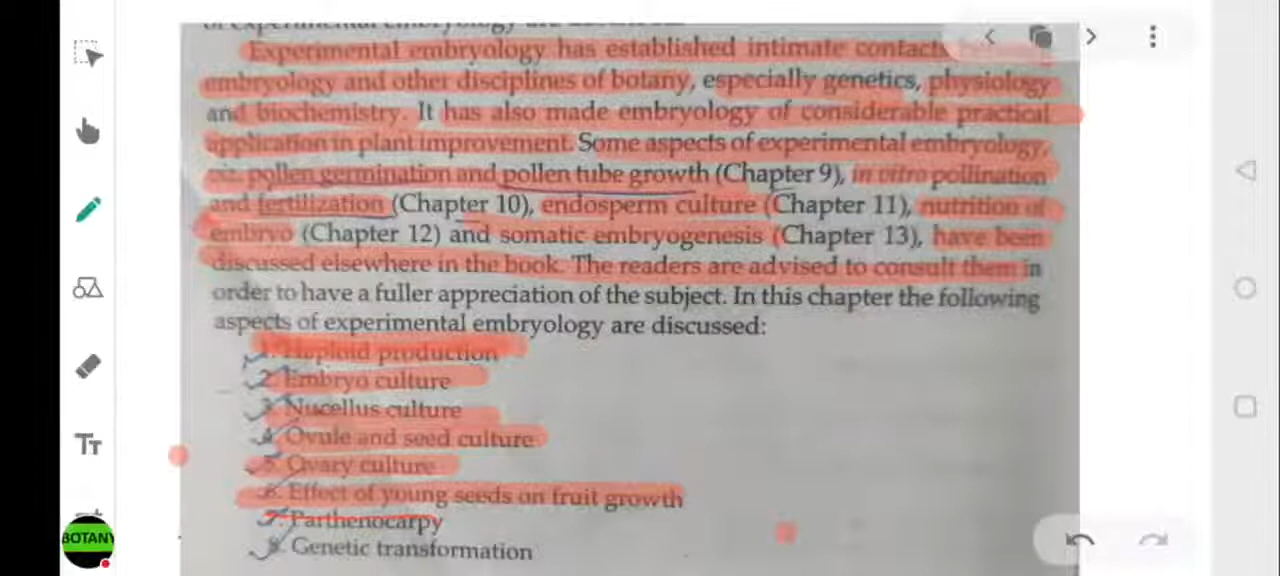 of experimental embryology are
Experimental embryology has established intimate contacts
embryology and other disciplines of botany, especially genetics, physiology
and biochemistry. It has also made embryology of considerable practical
application in plant improvement. Some aspects of experimental embryology,
viz. pollen germination and pollen tube growth (Chapter 9), in vitro pollination
and fertilization (Chapter 10), endosperm culture (Chapter 11), nutrition of
embryo (Chapter 12) and somatic embryogenesis (Chapter 13), have been
discussed elsewhere in the book. The readers are advised to consult them in
order to have a fuller appreciation of the subject. In this chapter the following
aspects of experimental embryology are discussed:
1. Haploid production
2. Embryo culture
3. Nucellus culture
4. Ovule and seed culture
5. Ovary culture
6. Effect of young seeds on fruit growth
7. Parthenocarpy
8. Genetic transformation
TT
BOTANY